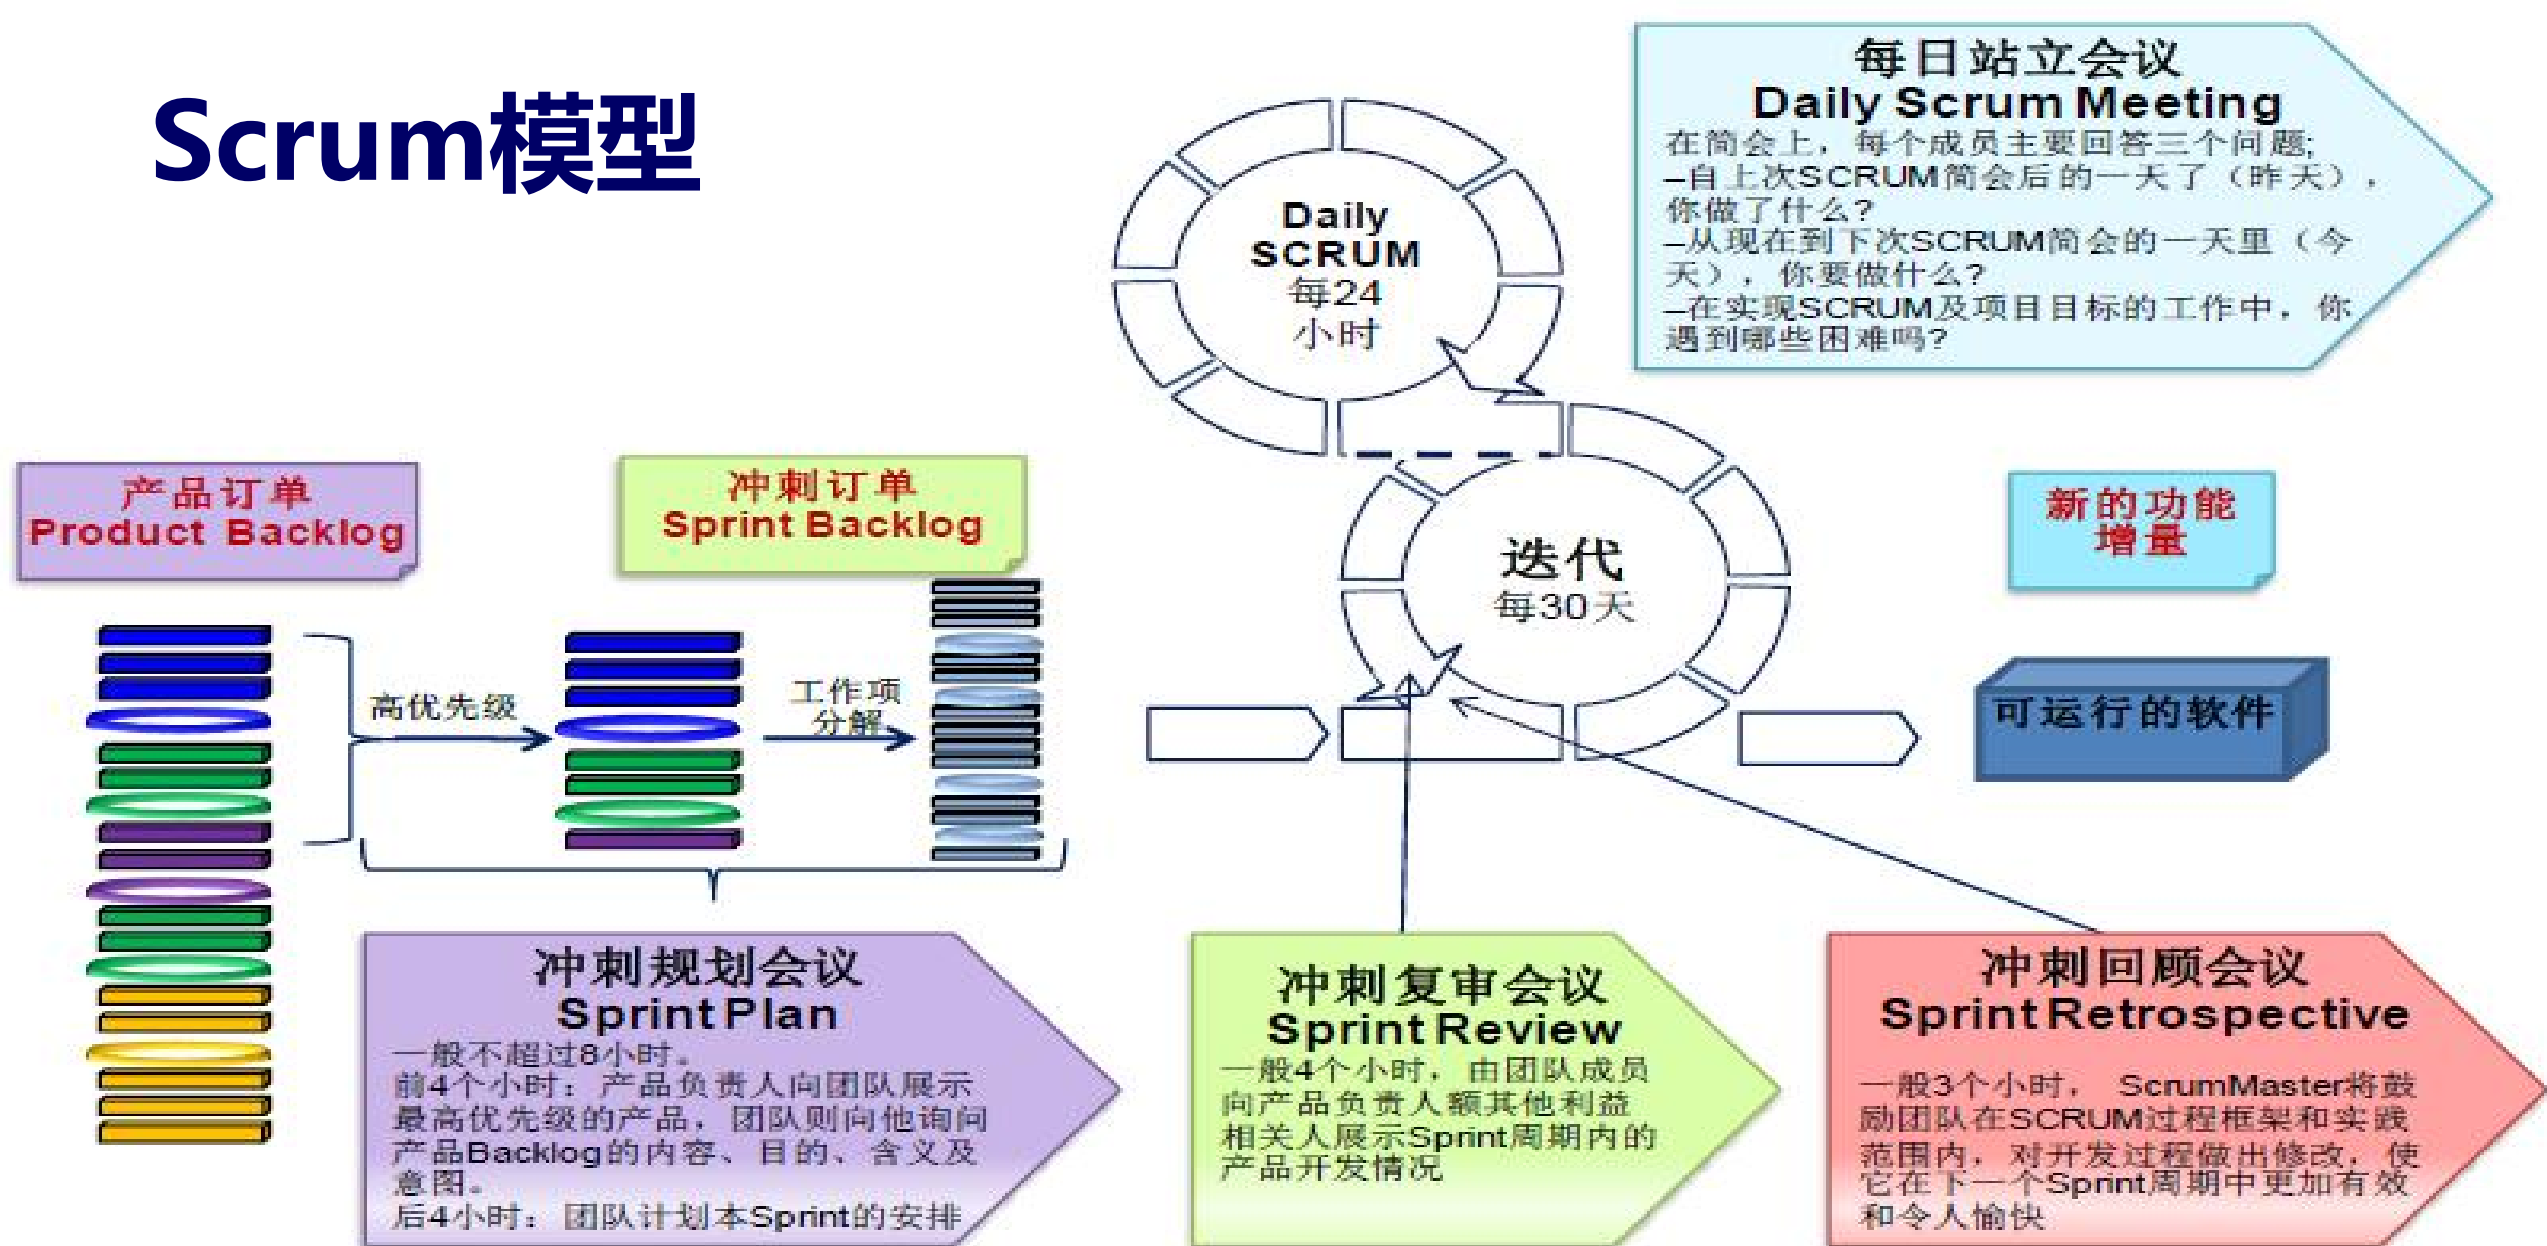 Scrum模型
每日站立会议
Daily Scrum Meeting
在简会上，每个成员主要回答三个问题;
–自上次SCRUM简会后的一天了（昨天），
你做了什么?
–从现在到下次SCRUM简会的一天里（今
天），你要做什么?
–在实现SCRUM及项目目标的工作中，你
遇到哪些困难吗?
Daily
SCRUM
每24
小时
产品订单
Product Backlog
冲刺订单
Sprint Backlog
迭代
每30天
新的功能
增量
高优先级
工作项
分解
可运行的软件
冲刺规划会议
Sprint Plan
一般不超过8小时。
前4个小时：产品负责人向团队展示
最高优先级的产品，团队则向他询问
产品Backlog的内容、目的、含义及
意图。
后4小时：团队计划本Sprint的安排
冲刺复审会议
Sprint Review
一般4个小时，由团队成员
向产品负责人额其他利益
相关人展示Sprint周期内的
产品开发情况
冲刺回顾会议
Sprint Retrospective
一般3个小时， ScrumMaster将鼓
励团队在SCRUM过程框架和实践
范围内，对开发过程做出修改，使
它在下一个Sprint周期中更加有效
和令人愉快